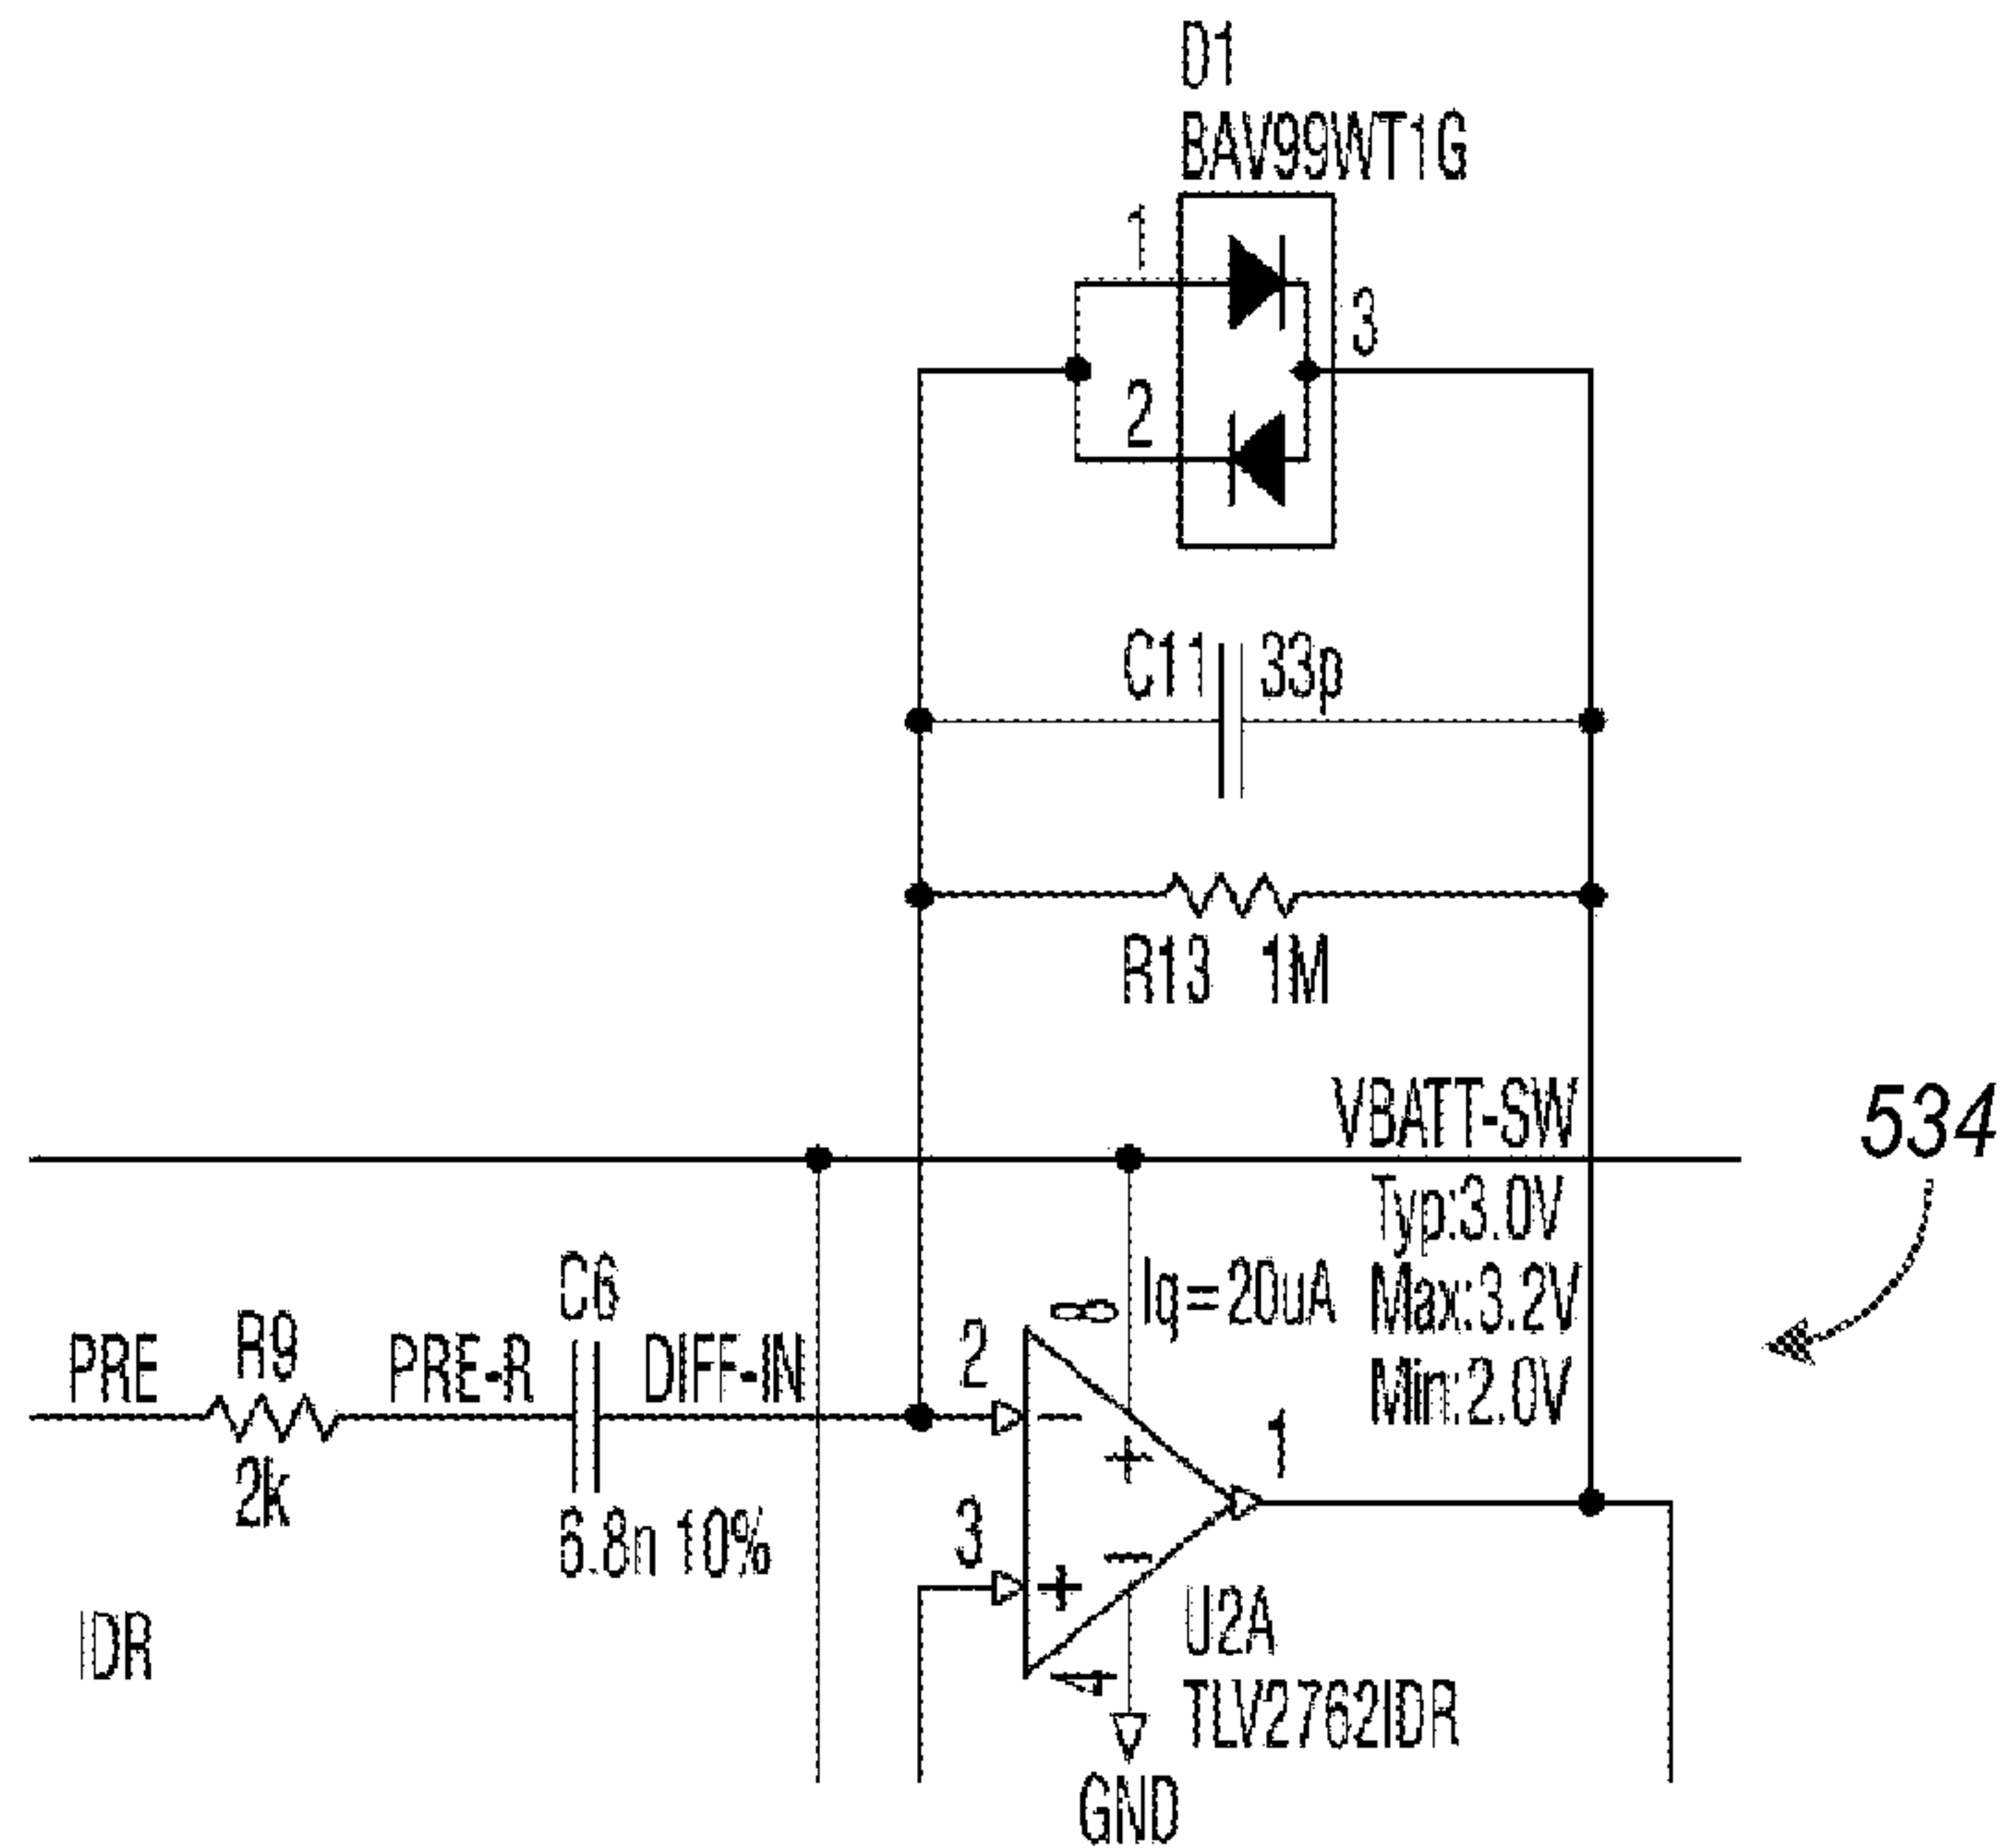 D1
BAV99WT1G
1
3
2
C11 33p
R13 1M
VBATT-SW
534
Typ:3.0V
Iq=20uA
Max:3.2V
8
Min:2.0V
C6
PRE
R9
PRE-R
DIFF-IN
2
1
2k
6.8n 10%
3
IDR
U2A
4
TLV2762IDR
GND